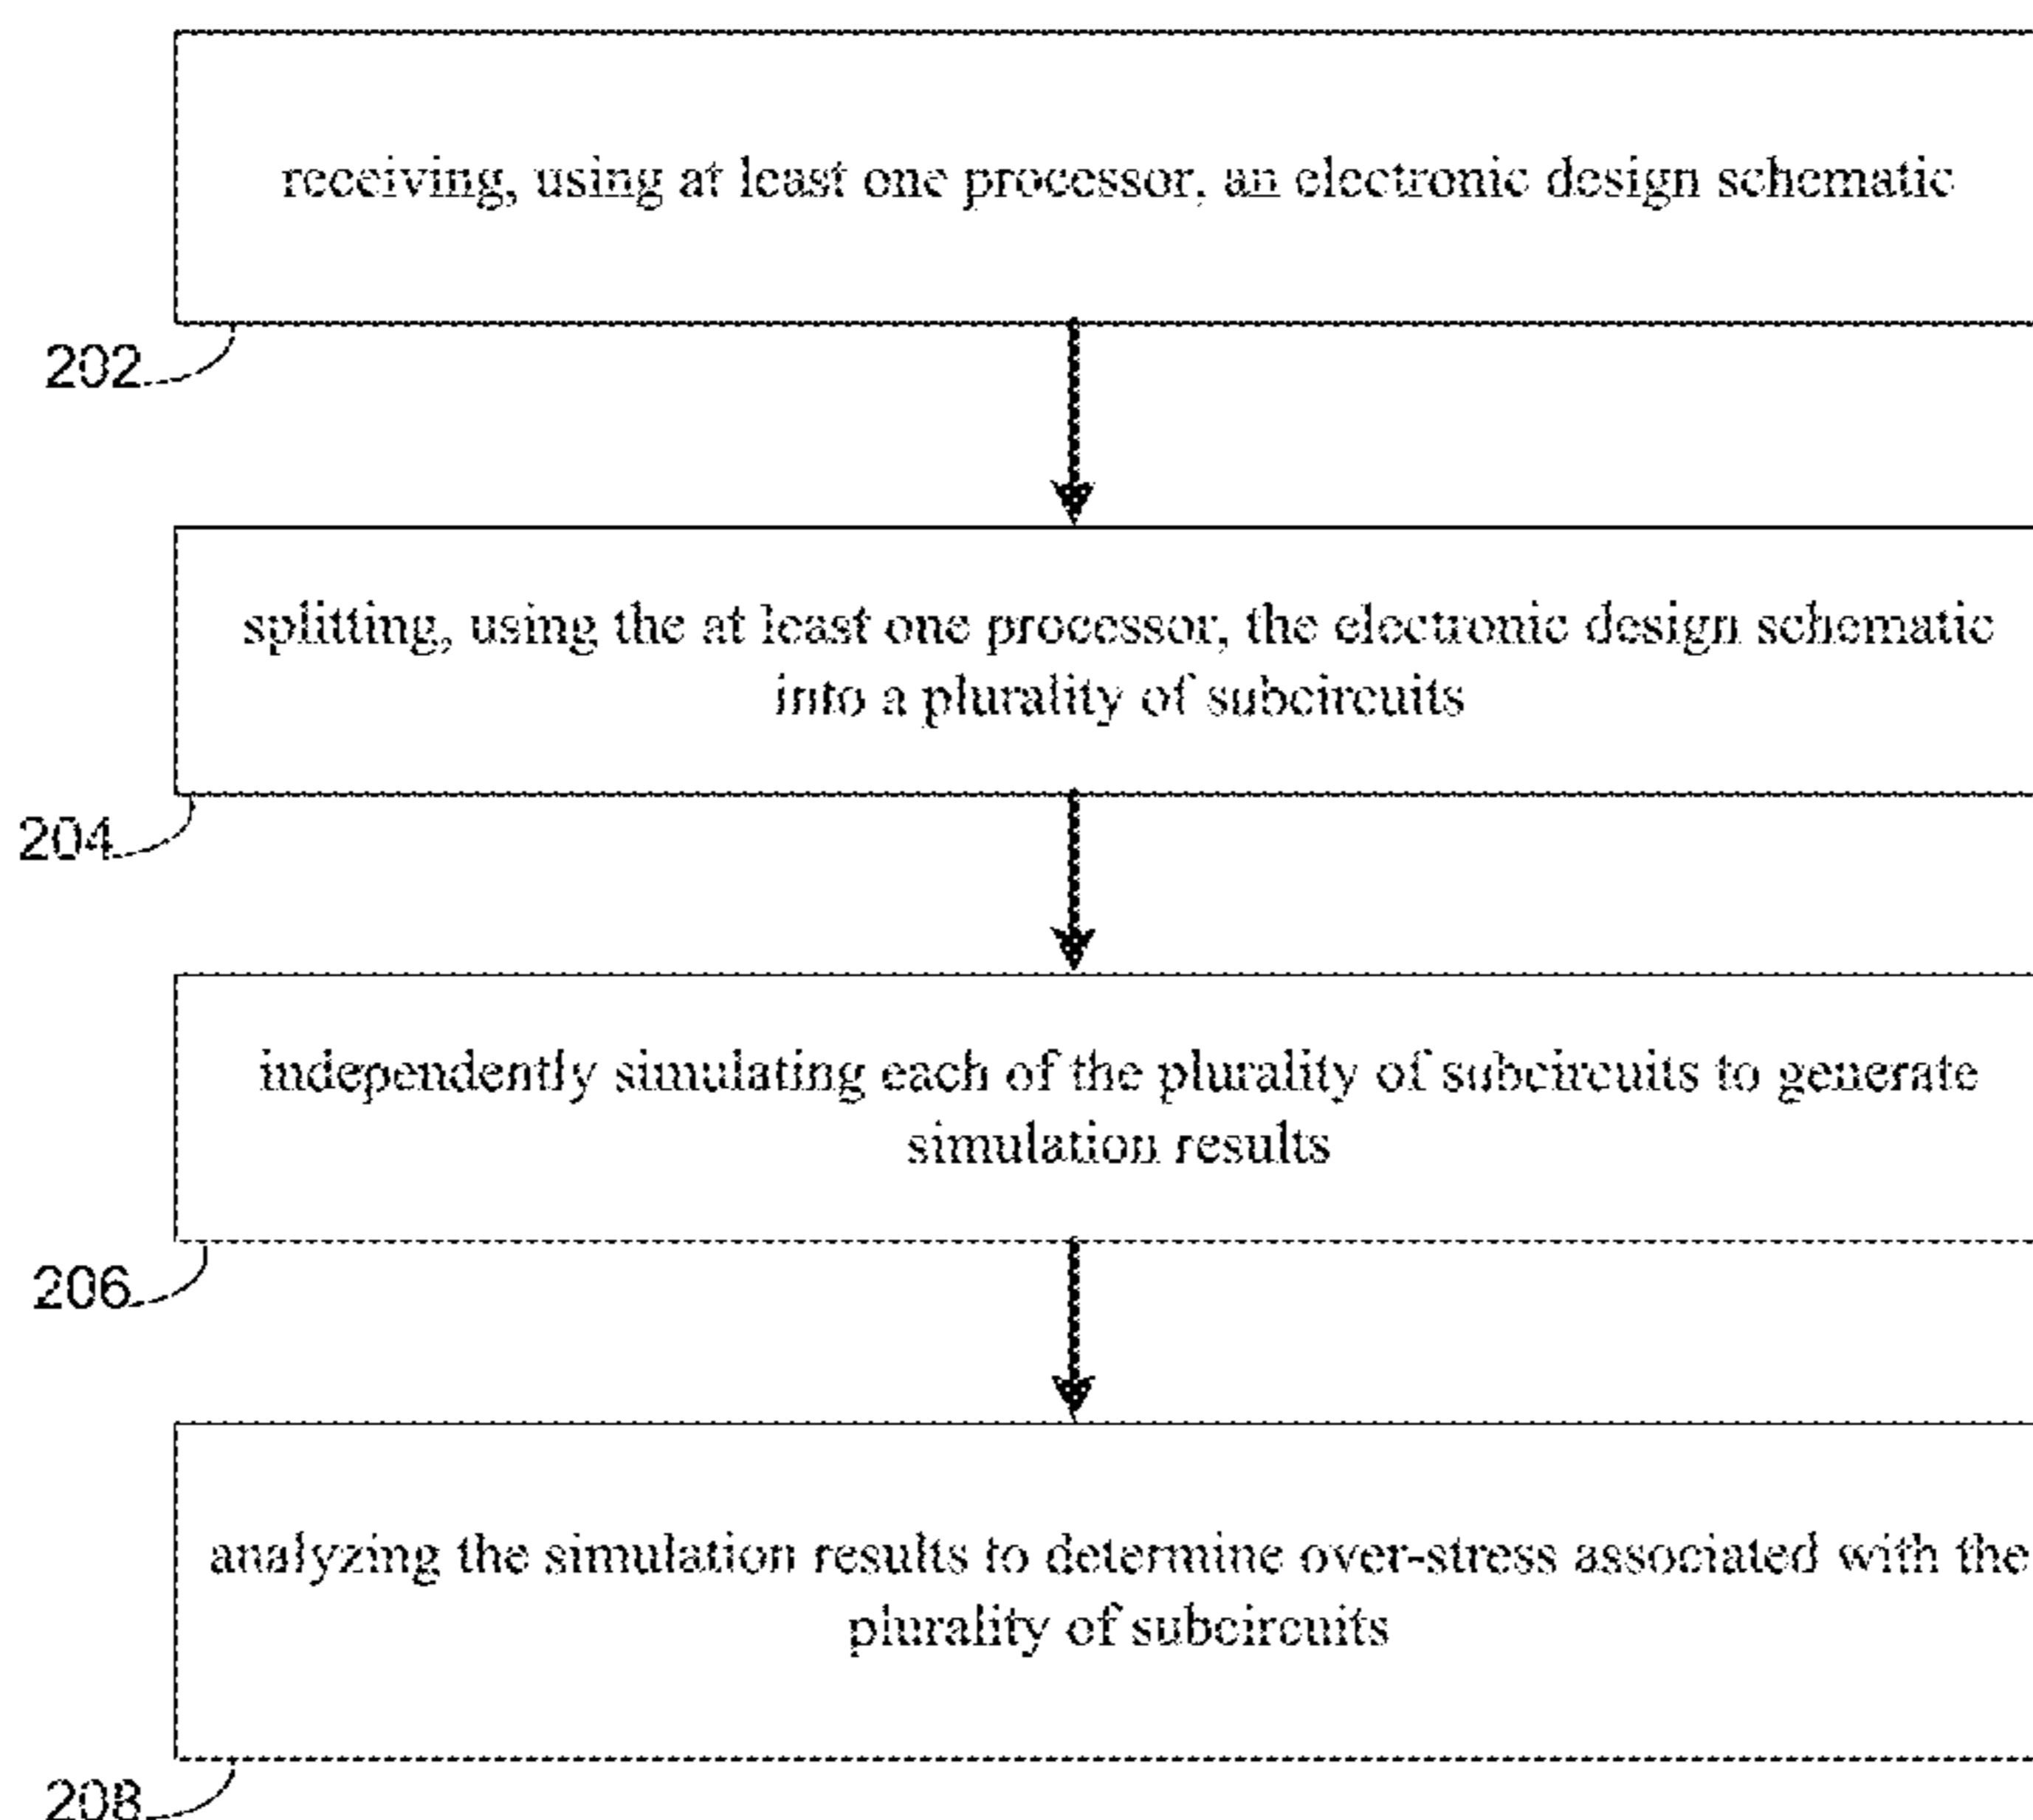 receiving, using at least one processor, an electronic design schematic
202
splitting, using the at least one processor, the electronic design schematic
into a plurality of subcircuits
204
independently simulating each of the plurality of subcircuits to generate
simulation results
206
analyzing the simulation results to determine over-stress associated with the
plurality of subcircuits
208